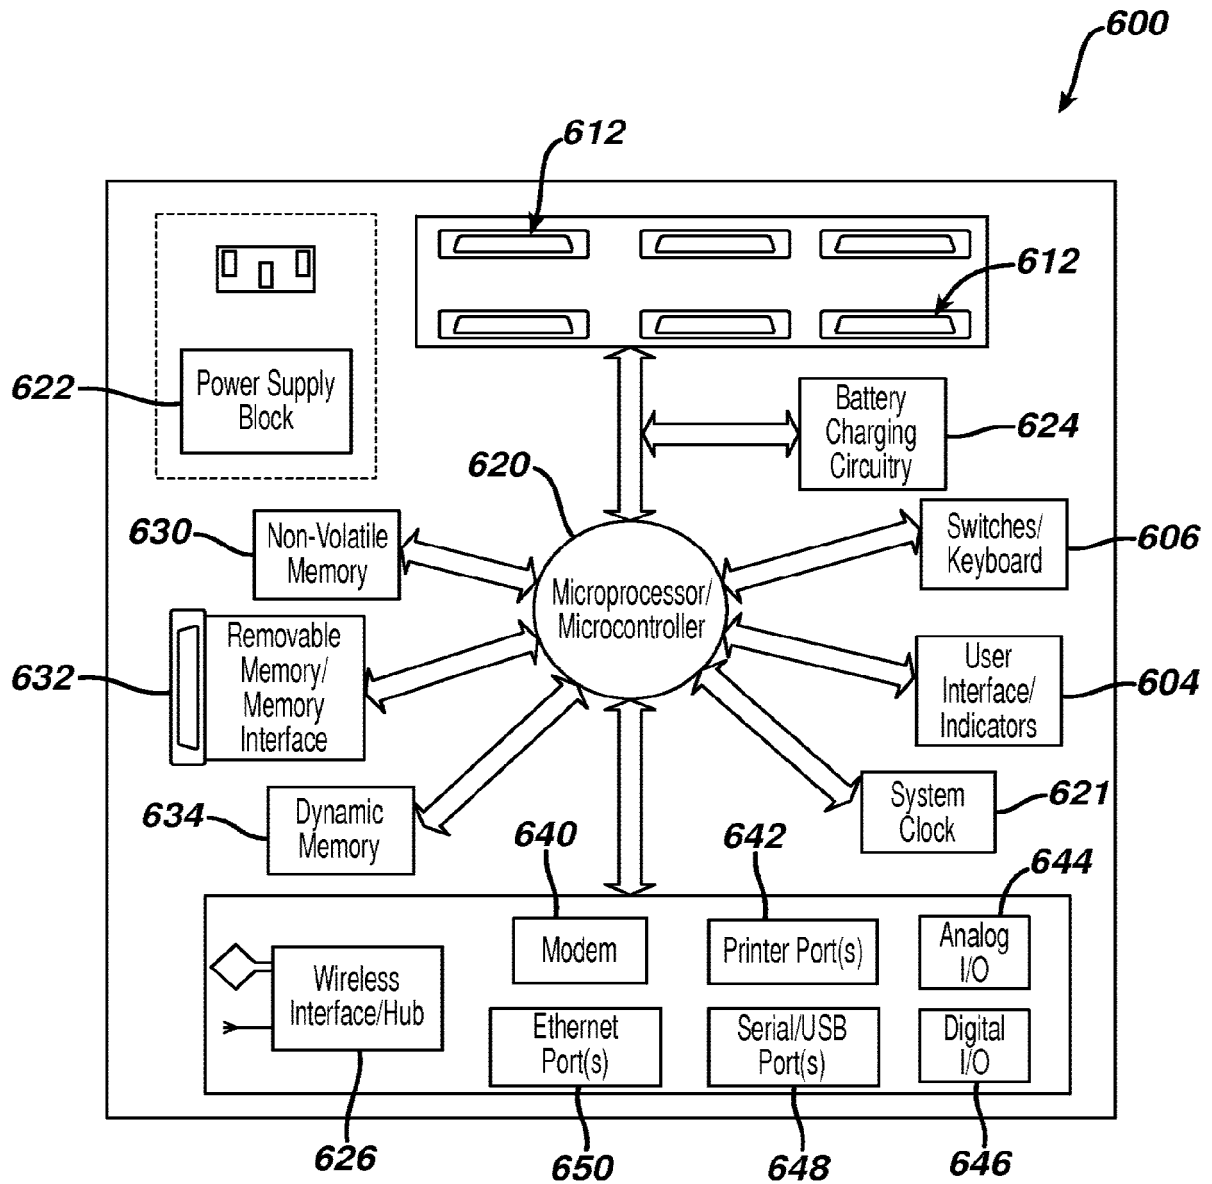 600
612
612
622
Power Supply
Block
Battery
Charging
Circuitry
624
620
630
Non-Volatile
Memory
Switches/
Keyboard
606
Microprocessor/
Microcontroller
632
Removable
Memory/
Memory
Interface
User
Interface/
Indicators
604
634
Dynamic
Memory
System
Clock
621
640
642
644
Modem
Printer Port(s)
Analog
I/O
Wireless
Interface/Hub
Ethernet
Port(s)
Serial/USB
Port(s)
Digital
I/O
626
650
648
646